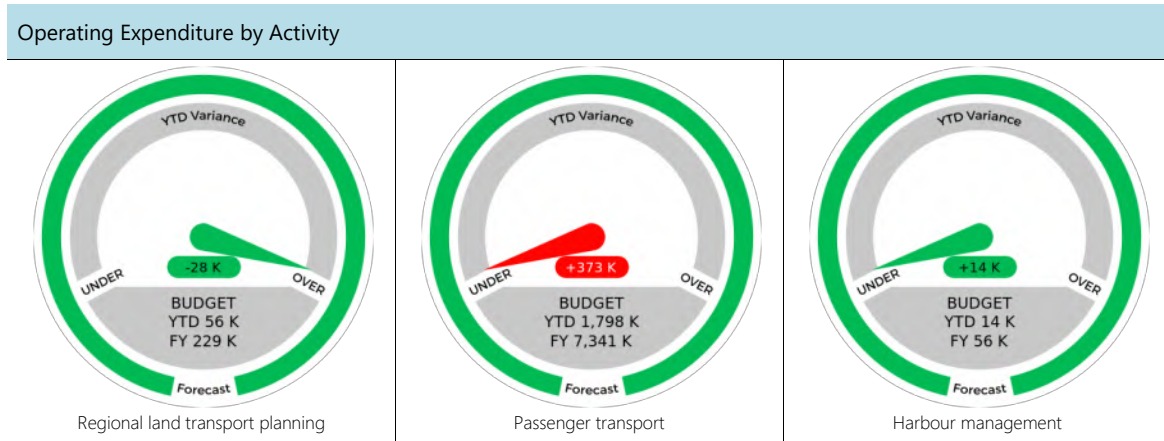 Operating Expenditure by Activity
YTD Variance
-28 K
UNDER
OVER
BUDGET
YTD 56 K
FY 229 K
Forecast
Regional land transport planning
YTD Variance
+373 K
UNDER
OVER
BUDGET
YTD 1,798 K
FY 7,341 K
Forecast
Passenger transport
YTD Variance
+14 K
UNDER
OVER
BUDGET
YTD 14 K
FY 56 K
Forecast
Harbour management